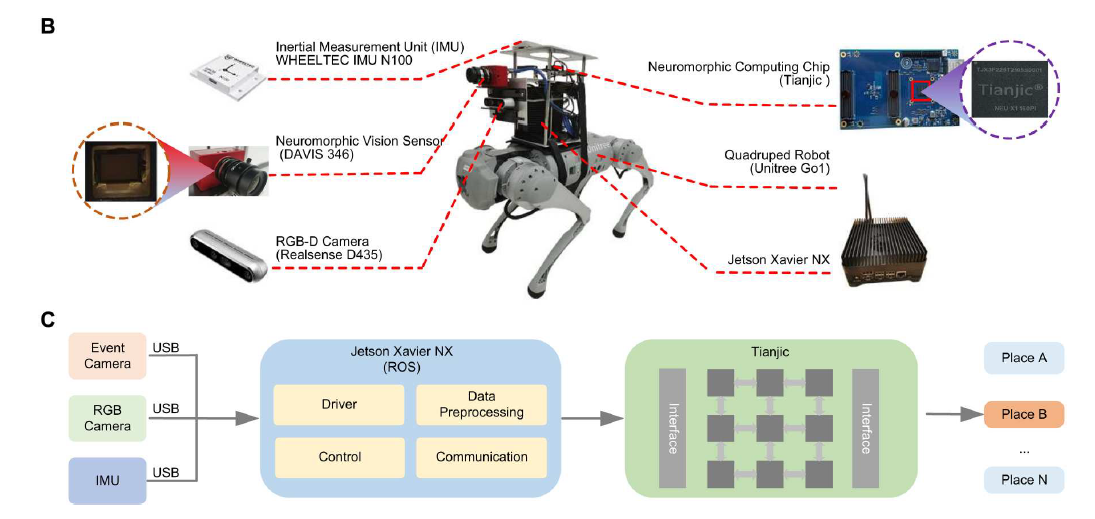 B
Inertial Measurement Unit (IMU)
WHEELTEC IMU N100
Neuromorphic Vision Sensor
(DAVIS 346)
RGB-D Camera
(Realsense D435)
Unitree
Neuromorphic Computing Chip
(Tianjic )
Tianjic®
Quadruped Robot
(Unitree Go1)
Jetson Xavier NX
C
Event
Camera
USB
RGB
Camera
USB
IMU
USB
Jetson Xavier NX
(ROS)
Driver
Data
Preprocessing
Control
Communication
Tianjic
Interface
Interface
Place A
Place B
...
Place N